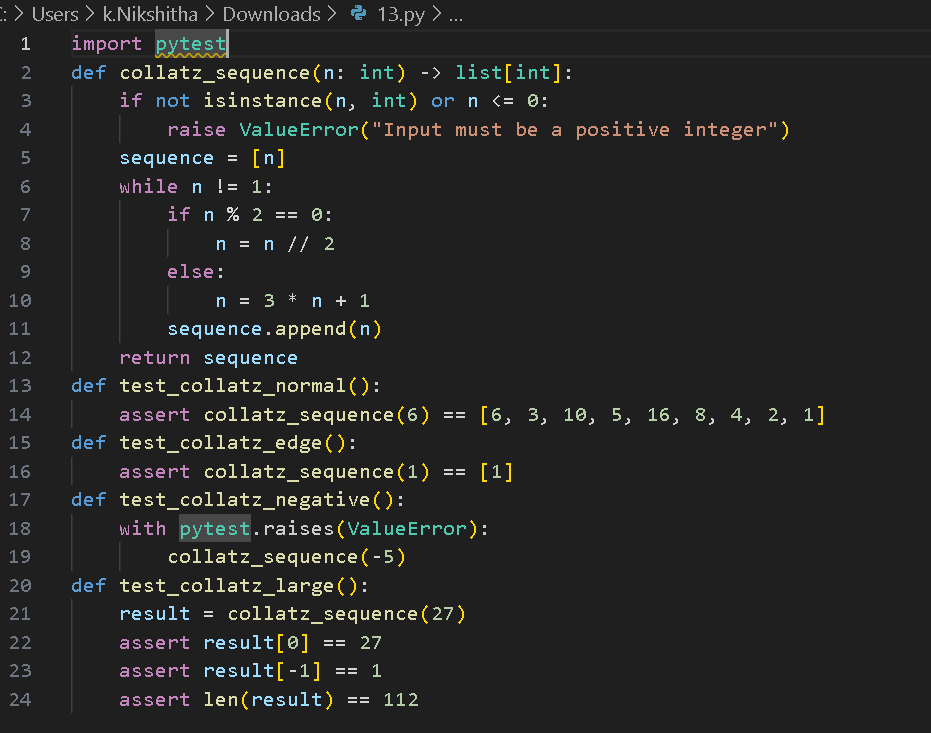 : > Users > k.Nikshitha > Downloads > 13.py > ...
1 import pytest
2 def collatz_sequence(n: int) -> list[int]:
3     if not isinstance(n, int) or n <= 0:
4         raise ValueError("Input must be a positive integer")
5     sequence = [n]
6     while n != 1:
7         if n % 2 == 0:
8             n = n // 2
9         else:
10             n = 3 * n + 1
11         sequence.append(n)
12     return sequence
13 def test_collatz_normal():
14     assert collatz_sequence(6) == [6, 3, 10, 5, 16, 8, 4, 2, 1]
15 def test_collatz_edge():
16     assert collatz_sequence(1) == [1]
17 def test_collatz_negative():
18     with pytest.raises(ValueError):
19         collatz_sequence(-5)
20 def test_collatz_large():
21     result = collatz_sequence(27)
22     assert result[0] == 27
23     assert result[-1] == 1
24     assert len(result) == 112